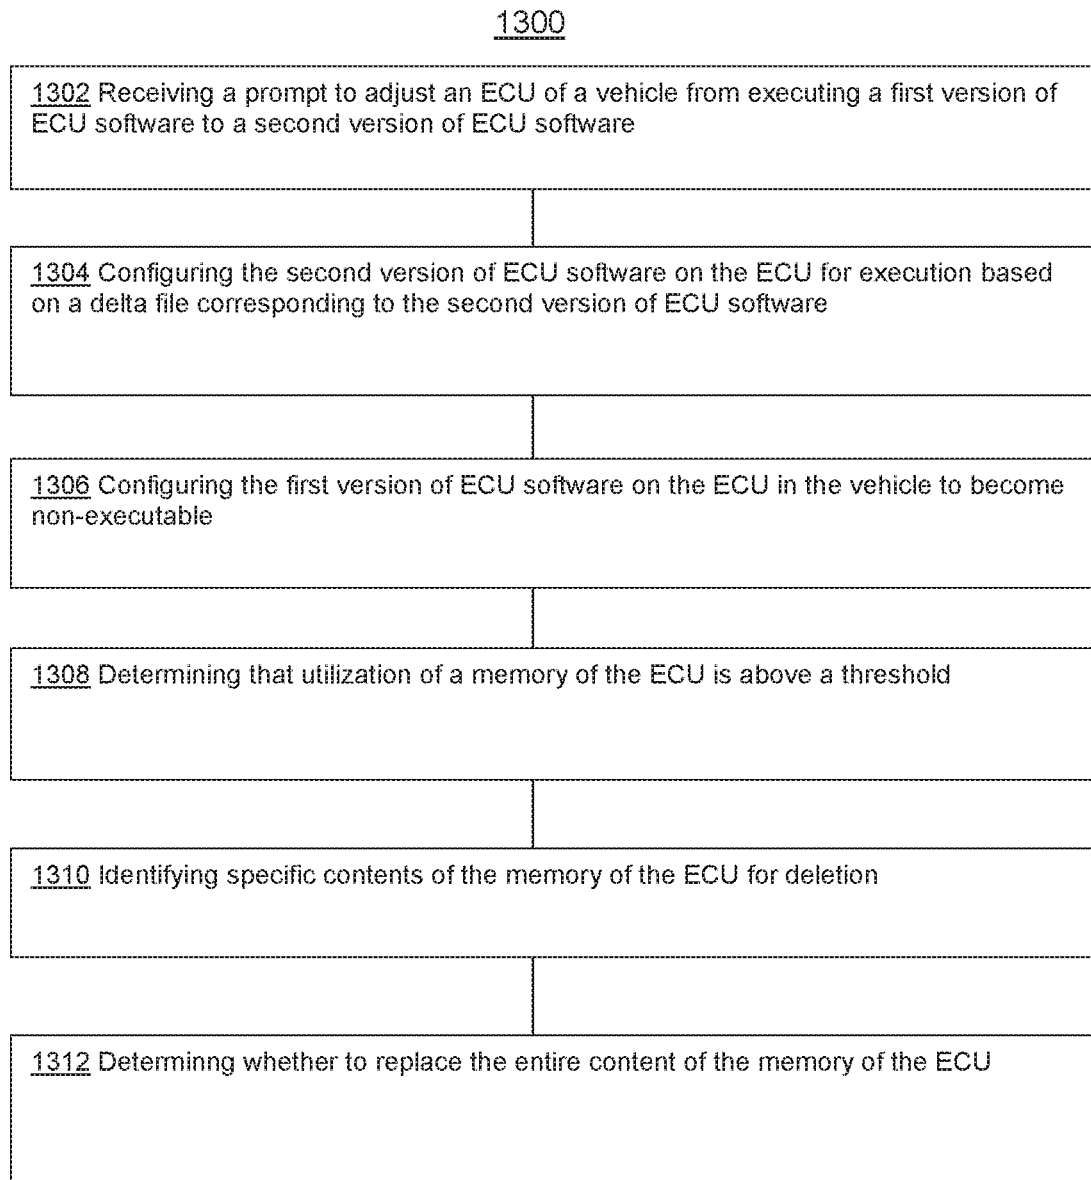 1300
1302 Receiving a prompt to adjust an ECU of a vehicle from executing a first version of
ECU software to a second version of ECU software
1304 Configuring the second version of ECU software on the ECU for execution based
on a delta file corresponding to the second version of ECU software
1306 Configuring the first version of ECU software on the ECU in the vehicle to become
non-executable
1308 Determining that utilization of a memory of the ECU is above a threshold
1310 Identifying specific contents of the memory of the ECU for deletion
1312 Determinng whether to replace the entire content of the memory of the ECU